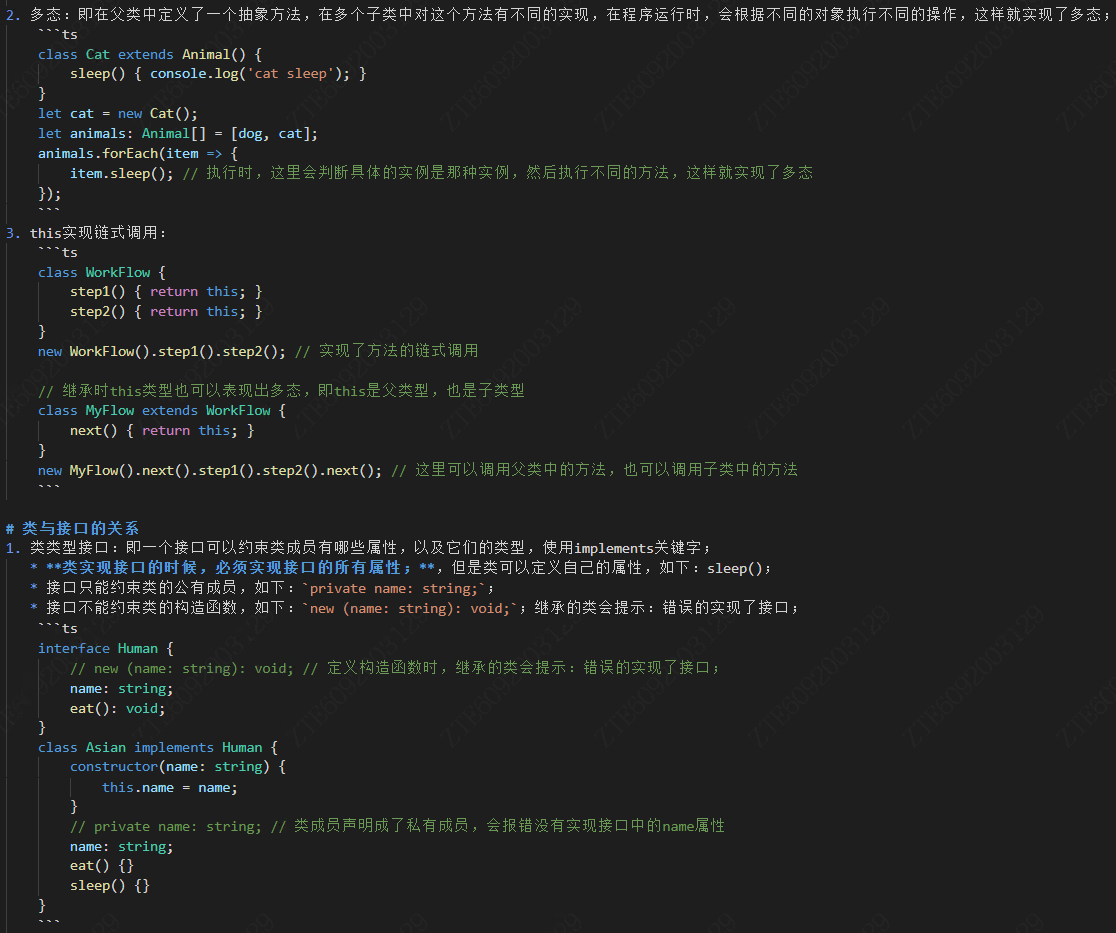 2. 多态：即在父类中定义了一个抽象方法，在多个子类中对这个方法有不同的实现，在程序运行时，会根据不同的对象执行不同的操作，这样就实现了多态；
```ts
class Cat extends Animal() {
sleep() { console.log('cat sleep'); }
}
let cat = new Cat();
let animals: Animal[] = [dog, cat];
animals.forEach(item => {
item.sleep(); // 执行时，这里会判断具体的实例是那种实例，然后执行不同的方法，这样就实现了多态
});
```
3. this实现链式调用：
```ts
class WorkFlow {
step1() { return this; }
step2() { return this; }
}
new WorkFlow().step1().step2(); // 实现了方法的链式调用
// 继承时this类型也可以表现出多态，即this是父类型，也是子类型
class MyFlow extends WorkFlow {
next() { return this; }
}
new MyFlow().next().step1().step2().next(); // 这里可以调用父类中的方法，也可以调用子类中的方法
```
# 类与接口的关系
1. 类类型接口：即一个接口可以约束类成员有哪些属性，以及它们的类型，使用implements关键字；
* **类实现接口的时候，必须实现接口的所有属性；**，但是类可以定义自己的属性，如下：sleep()；
* 接口只能约束类的公有成员，如下：`private name: string;`；
* 接口不能约束类的构造函数，如下：`new (name: string): void;`；继承的类会提示：错误的实现了接口；
```ts
interface Human {
// new (name: string): void; // 定义构造函数时，继承的类会提示：错误的实现了接口；
name: string;
eat(): void;
}
class Asian implements Human {
constructor(name: string) {
this.name = name;
}
// private name: string; // 类成员声明成了私有成员，会报错没有实现接口中的name属性
name: string;
eat() {}
sleep() {}
}
```